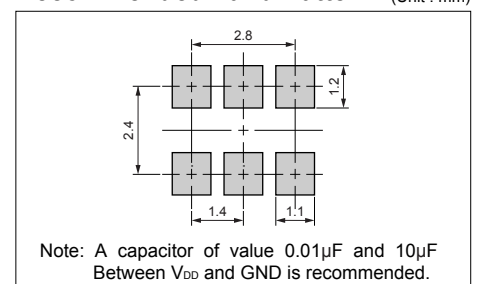 (Unit : mm)
2.8
1.2
2.4
1.4
1.1
Note: A capacitor of value 0.01µF and 10µF
Between VDD and GND is recommended.